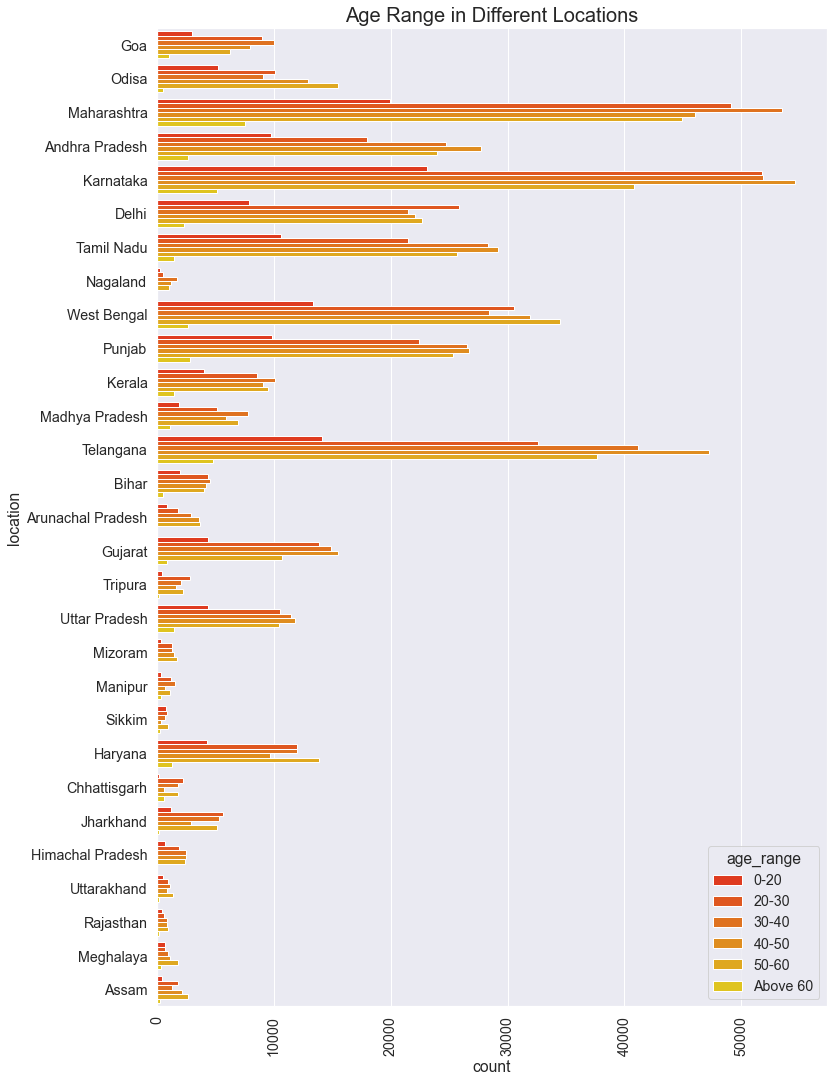 Age Range in Different Locations
Goa
Odisa
Maharashtra
Andhra Pradesh
Karnataka
Delhi
Tamil Nadu
Nagaland
West Bengal
Punjab
Kerala
Madhya Pradesh
Telangana
Bihar
Arunachal Pradesh
Gujarat
Tripura
Uttar Pradesh
Mizoram
Manipur
Sikkim
Haryana
Chhattisgarh
Jharkhand
Himachal Pradesh
Uttarakhand
Rajasthan
Meghalaya
Assam
location
age_range
0-20
20-30
30-40
40-50
50-60
Above 60
0
10000
20000
30000
40000
50000
count